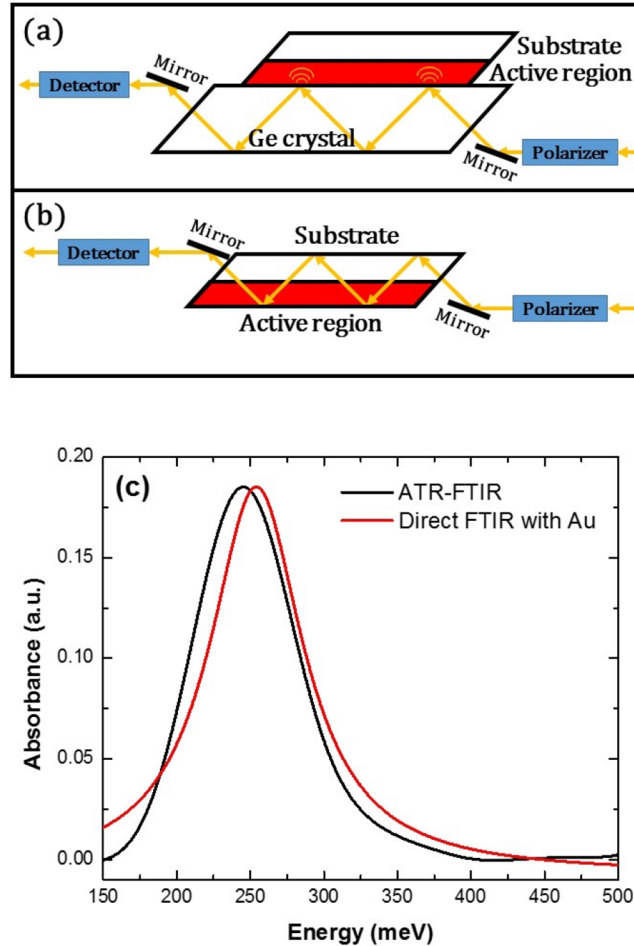 (a)
Substrate
Active region
Mirror
Detector
Ge crystal
Mirror
Polarizer
(b)
Mirror
Substrate
Detector
Active region
Mirror
Polarizer
0.20
(c)
ATR-FTIR
Direct FTIR with Au
0.15
0.10
0.05
0.00
Absorbance (a.u.)
150 200 250 300 350 400 450 500
Energy (meV)